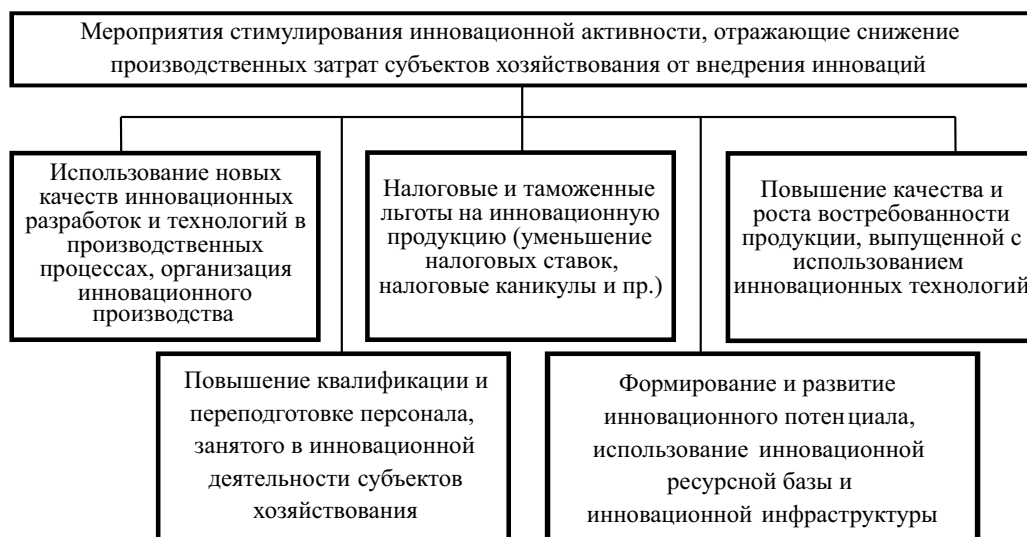 Мероприятия стимулирования инновационной активности, отражающие снижение
производственных затрат субъектов хозяйствования от внедрения инноваций
Использование новых
качеств инновационных
разработок и технологий в
производственных
процессах, организация
инновационного
производства
Налоговые и таможенные
льготы на инновационную
продукцию (уменьшение
налоговых ставок,
налоговые каникулы и пр.)
Повышение качества и
роста востребованности
продукции, выпущенной с
использованием
инновационных технологий
Повышение квалификации и
переподготовке персонала,
занятого в инновационной
деятельности субъектов
хозяйствования
Формирование и развитие
инновационного потенциала,
использование инновационной
ресурсной базы и
инновационной инфраструктуры